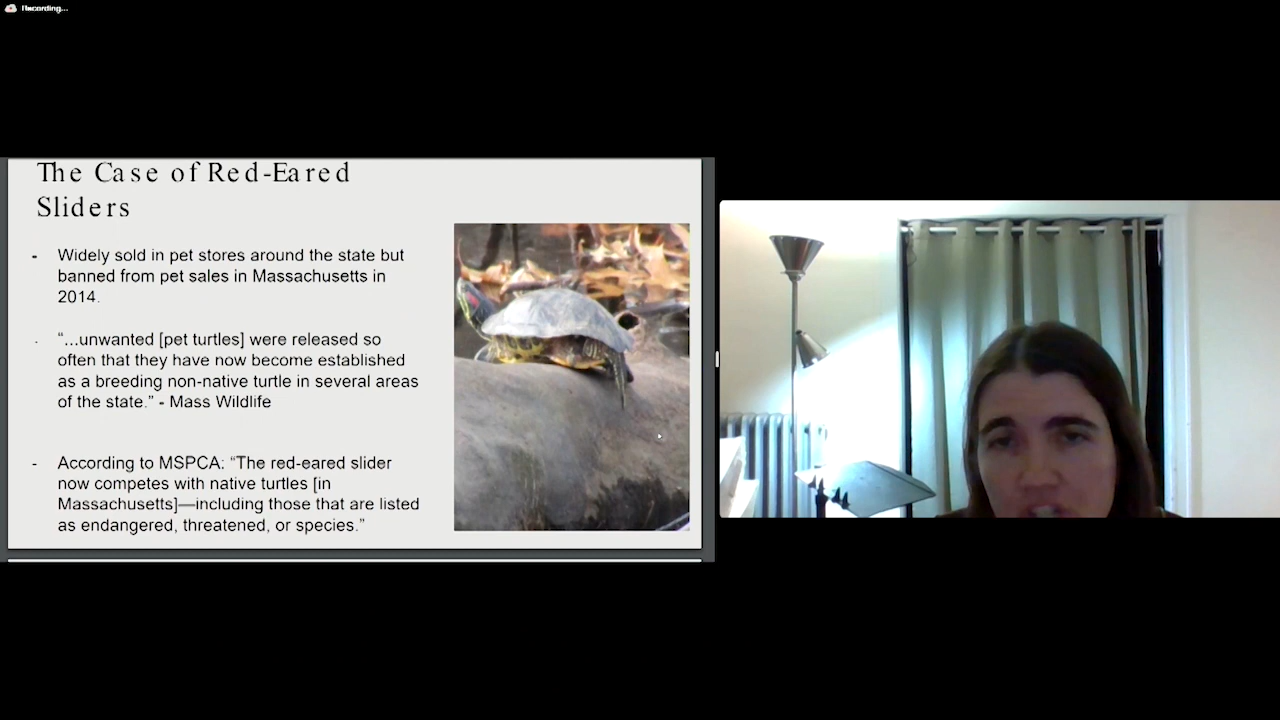 Recording...
The Case of Red-Eared
Sliders
- Widely sold in pet stores around the state but
banned from pet sales in Massachusetts in
2014.
- “...unwanted [pet turtles] were released so
often that they have now become established
as a breeding non-native turtle in several areas
of the state.” - Mass Wildlife
- According to MSPCA: “The red-eared slider
now competes with native turtles [in
Massachusetts]—including those that are listed
as endangered, threatened, or species.”